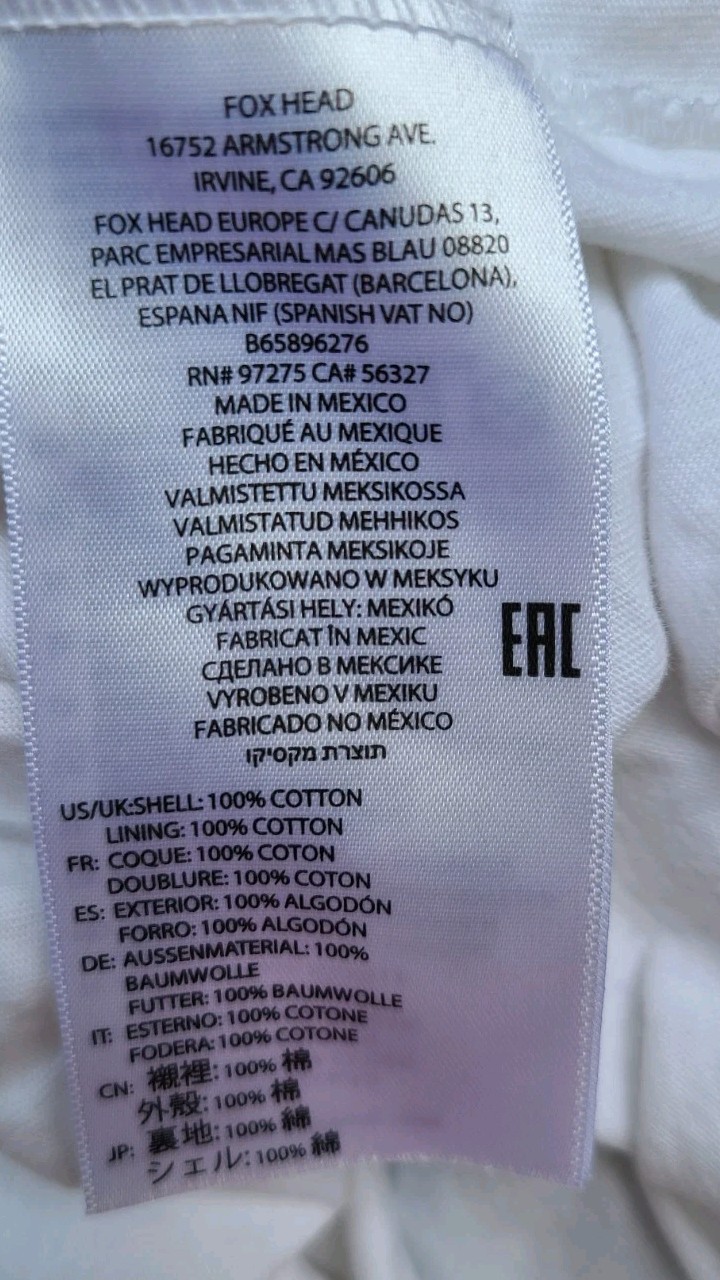 FOX HEAD
16752 ARMSTRONG AVE.
IRVINE, CA 92606
FOX HEAD EUROPE C/ CANUDAS 13,
PARC EMPRESARIAL MAS BLAU 08820
EL PRAT DE LLOBREGAT (BARCELONA),
ESPANA NIF (SPANISH VAT NO)
B65896276
RN# 97275 CA# 56327
MADE IN MEXICO
FABRIQUÉ AU MEXIQUE
HECHO EN MÉXICO
VALMISTETTU MEKSIKOSSA
VALMISTATUD MEHHIKOS
PAGAMINTA MEKSIKOJE
WYPRODUKOWANO W MEKSYKU
GYÁRTÁSI HELY: MEXIKÓ
FABRICAT ÎN MEXIC
EAC
СДЕЛАНО В МЕКСИКЕ
VYROBENO V MEXIKU
FABRICADO NO MÉXICO
תוצרת מקסיקו
US/UK:SHELL: 100% COTTON
LINING: 100% COTTON
FR: COQUE: 100% COTON
DOUBLURE: 100% COTON
ES: EXTERIOR: 100% ALGODÓN
FORRO: 100% ALGODÓN
DE: AUSSENMATERIAL: 100%
BAUMWOLLE
FUTTER: 100% BAUMWOLLE
IT: ESTERNO: 100% COTONE
FODERA: 100% COTONE
CN: 襯裡: 100% 棉
外殼: 100% 棉
JP: 裏地: 100% 綿
シェル: 100% 綿